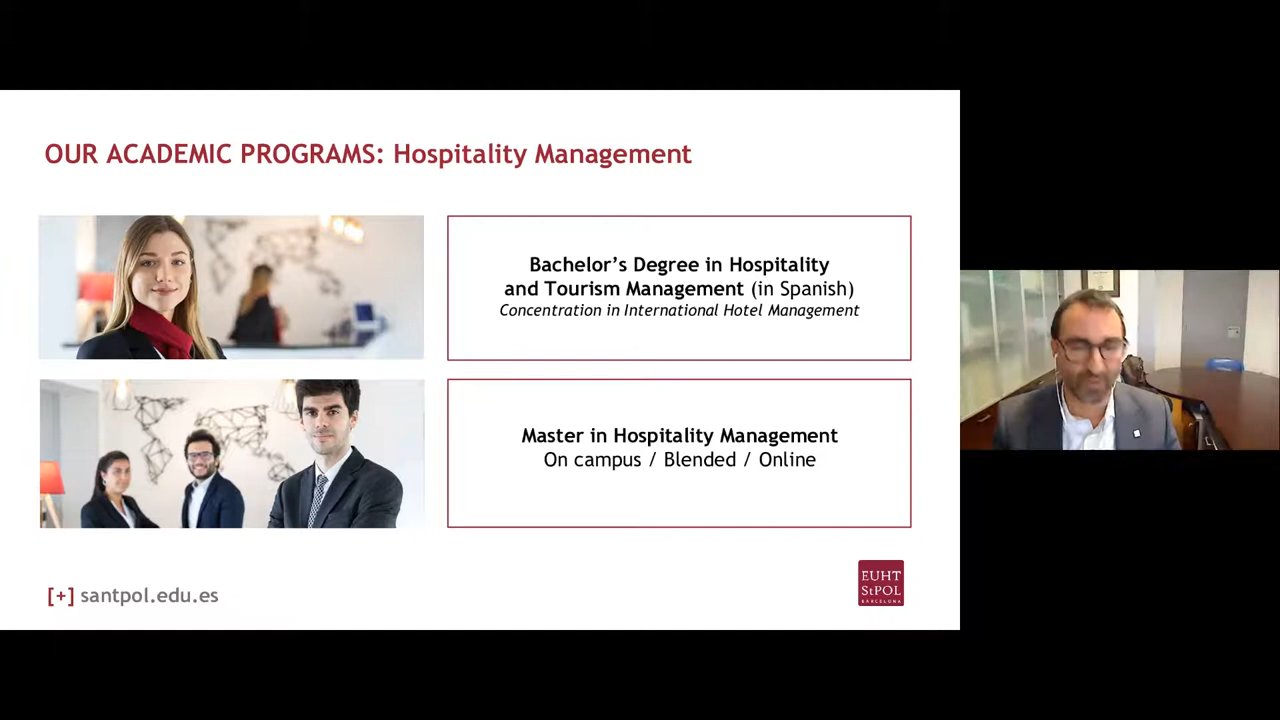 OUR ACADEMIC PROGRAMS: Hospitality Management
Bachelor’s Degree in Hospitality
and Tourism Management (in Spanish)
Concentration in International Hotel Management
Master in Hospitality Management
On campus / Blended / Online
[+] santpol.edu.es
EUHT
StPOL
BARCELONA